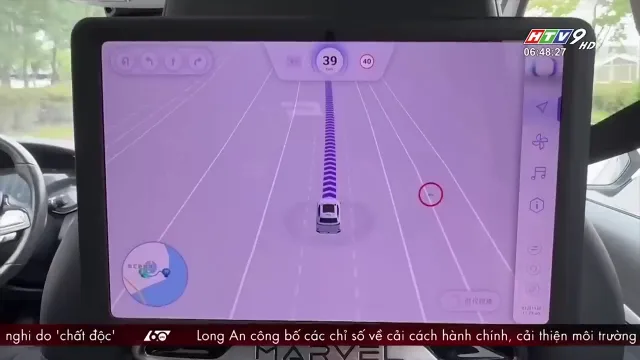 HTV9 HD
06:48:27
39
40
nghi do 'chất độc'
60
Long An công bố các chỉ số về cải cách hành chính, cải thiện môi trường
MARVEL